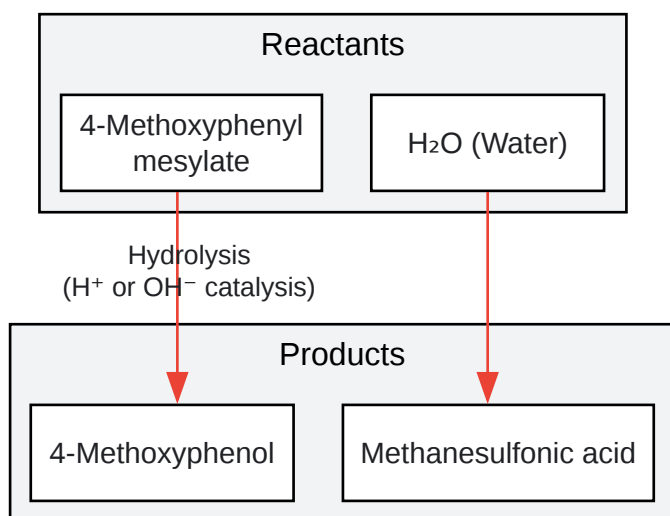 Reactants
4-Methoxyphenyl
mesylate
H₂O (Water)
Hydrolysis
(H⁺ or OH⁻ catalysis)
Products
4-Methoxyphenol
Methanesulfonic acid